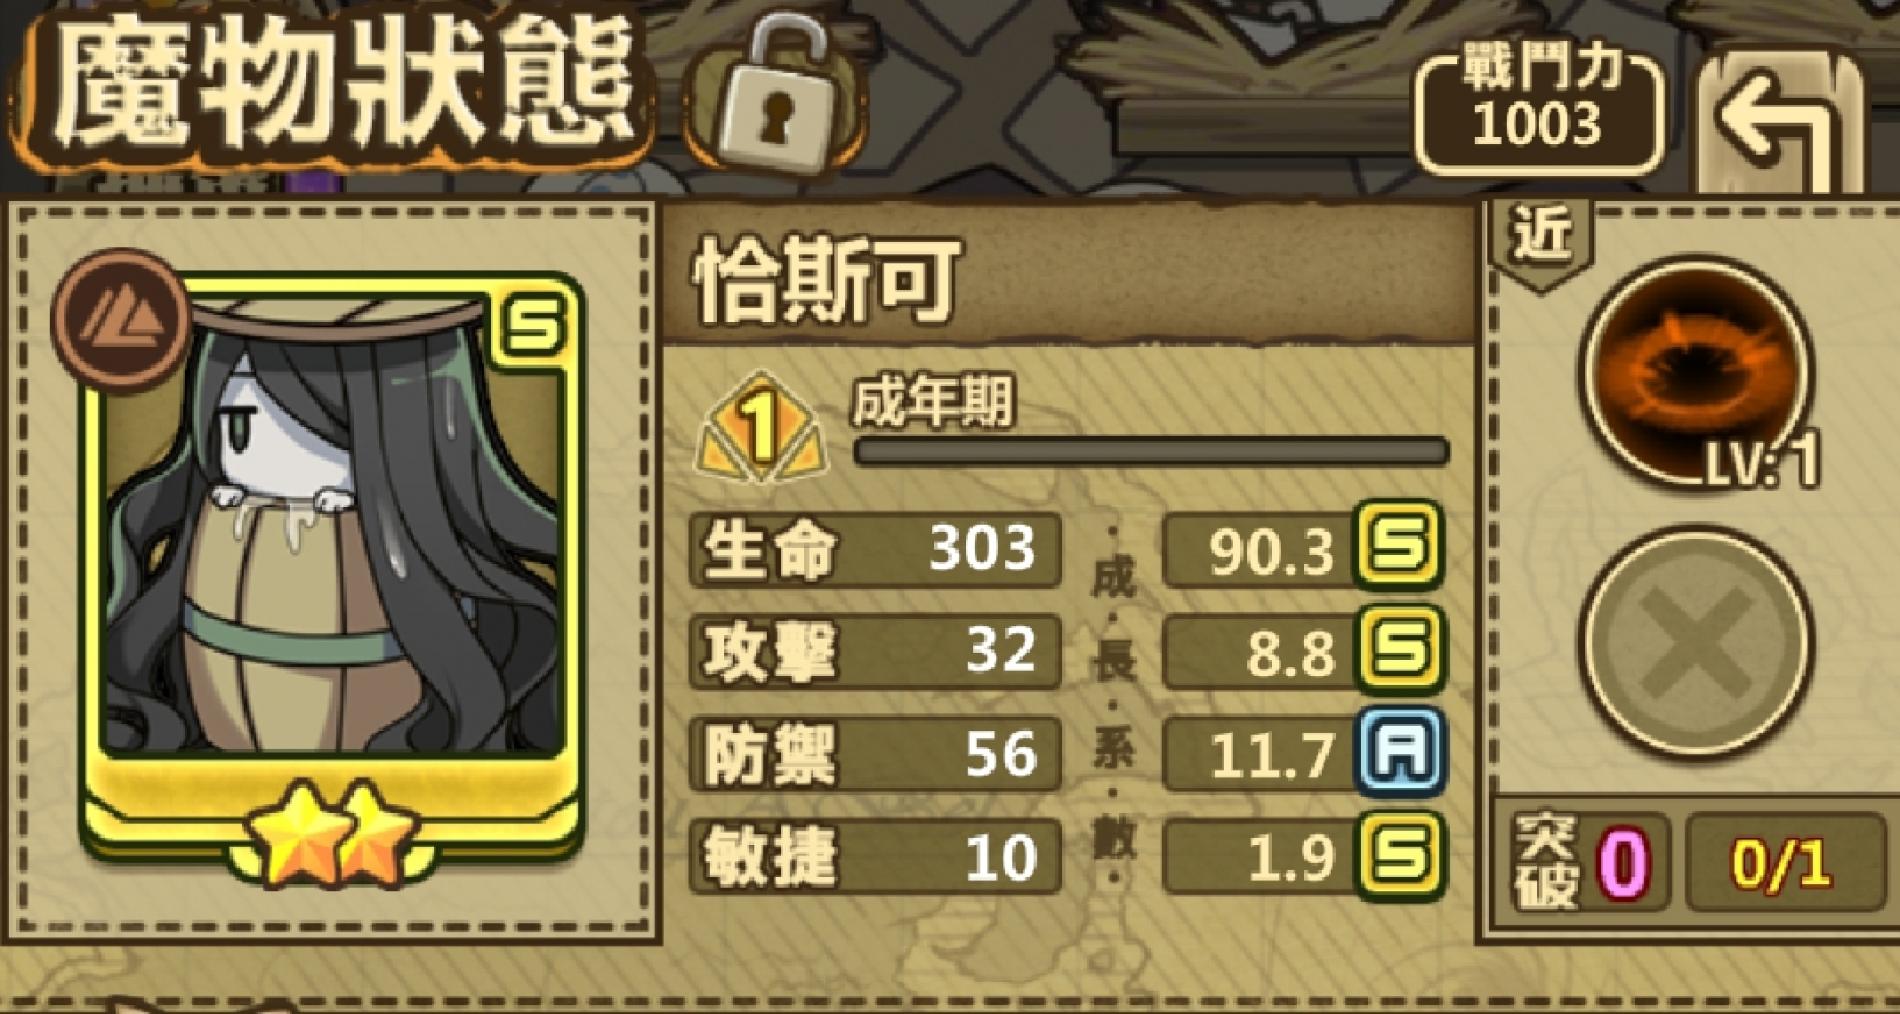 魔物狀態
戰鬥力
1003
S
恰斯可
近
1 成年期
LV:1
生命 303 90.3 S
攻擊 32 8.8 S
防禦 56 11.7 A
敏捷 10 1.9 S
·成·長·系·數·
突破 0 0/1